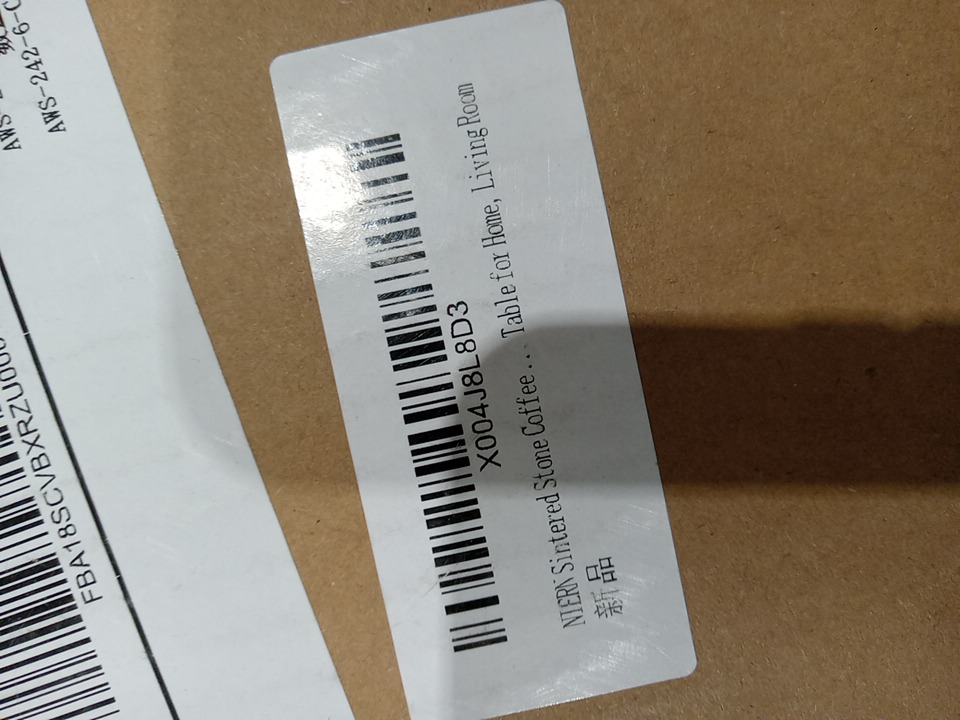 X004J8L8D3
NIERN Sintered Stone Coffee... Table for Home, Living Room
新品
FBA18SCVBXRZU000
AWS-242-6-